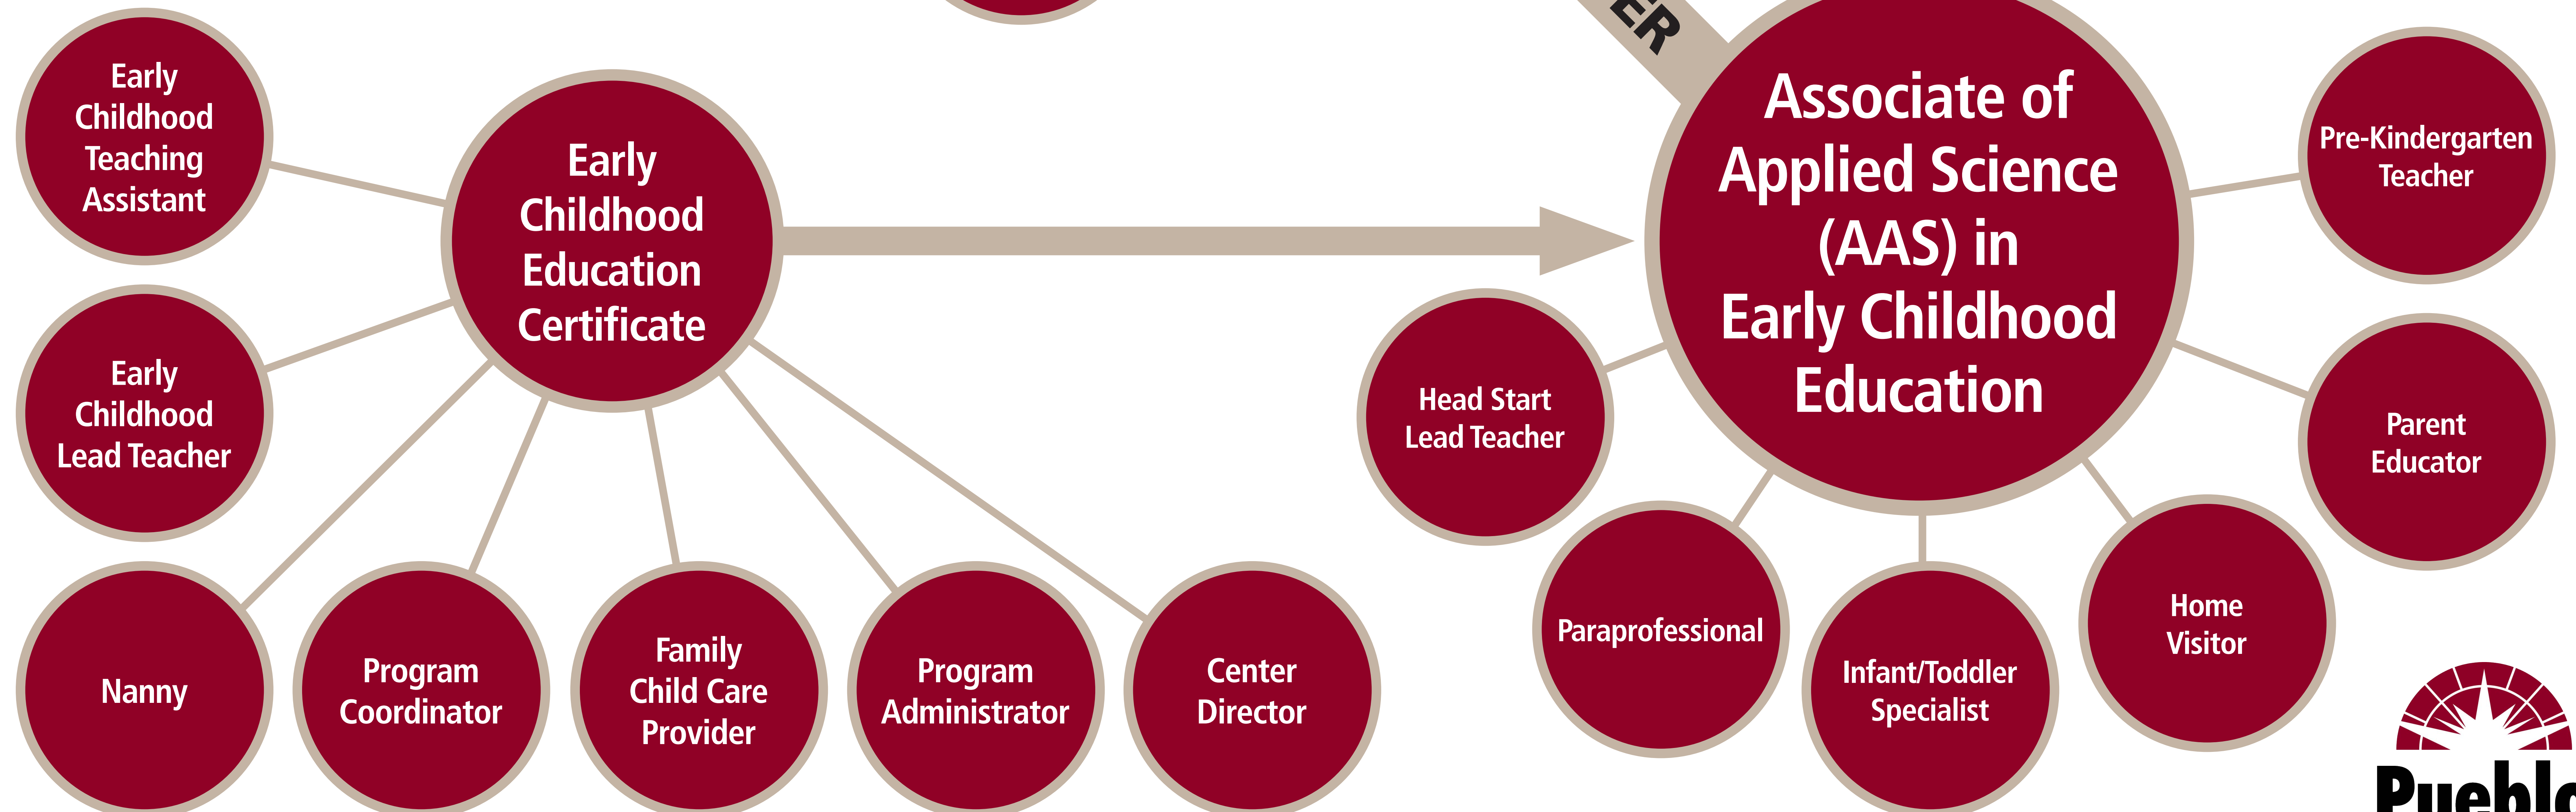 ER
Early
Childhood
Teaching
Assistant
Early
Childhood
Education
Certificate
Associate of
Applied Science
(AAS) in
Early Childhood
Education
Pre-Kindergarten
Teacher
Early
Childhood
Lead Teacher
Head Start
Lead Teacher
Parent
Educator
Nanny
Program
Coordinator
Family
Child Care
Provider
Program
Administrator
Center
Director
Paraprofessional
Infant/Toddler
Specialist
Home
Visitor
Pueblo